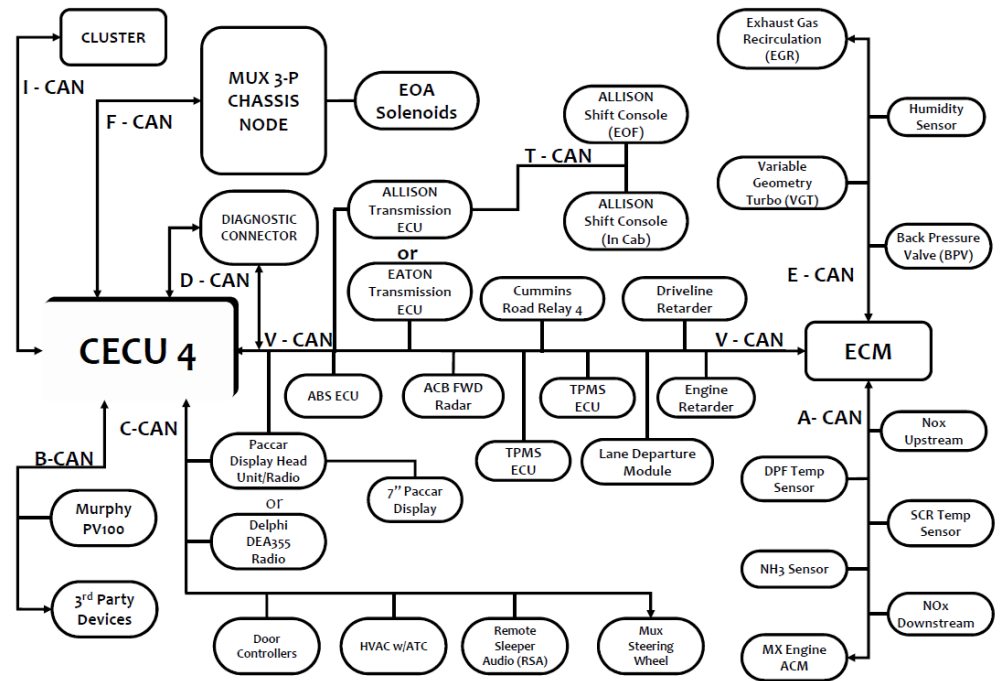 CLUSTER
I - CAN
F - CAN
MUX 3-P
CHASSIS
NODE
EOA
Solenoids
ALLISON
Shift Console
(EOF)
T - CAN
ALLISON
Shift Console
(In Cab)
ALLISON
Transmission
ECU
or
EATON
Transmission
ECU
DIAGNOSTIC
CONNECTOR
D - CAN
CECU 4
V - CAN
Cummins
Road Relay 4
Driveline
Retarder
V - CAN
ECM
ABS ECU
ACB FWD
Radar
TPMS
ECU
Engine
Retarder
TPMS
ECU
Lane Departure
Module
C-CAN
B-CAN
Paccar
Display Head
Unit/Radio
7” Paccar
Display
or
Delphi
DEA355
Radio
Murphy
PV100
3rd Party
Devices
Door
Controllers
HVAC w/ATC
Remote
Sleeper
Audio (RSA)
Mux
Steering
Wheel
Exhaust Gas
Recirculation
(EGR)
Humidity
Sensor
Variable
Geometry
Turbo (VGT)
Back Pressure
Valve (BPV)
E - CAN
A- CAN
Nox
Upstream
DPF Temp
Sensor
SCR Temp
Sensor
NH3 Sensor
NOx
Downstream
MX Engine
ACM